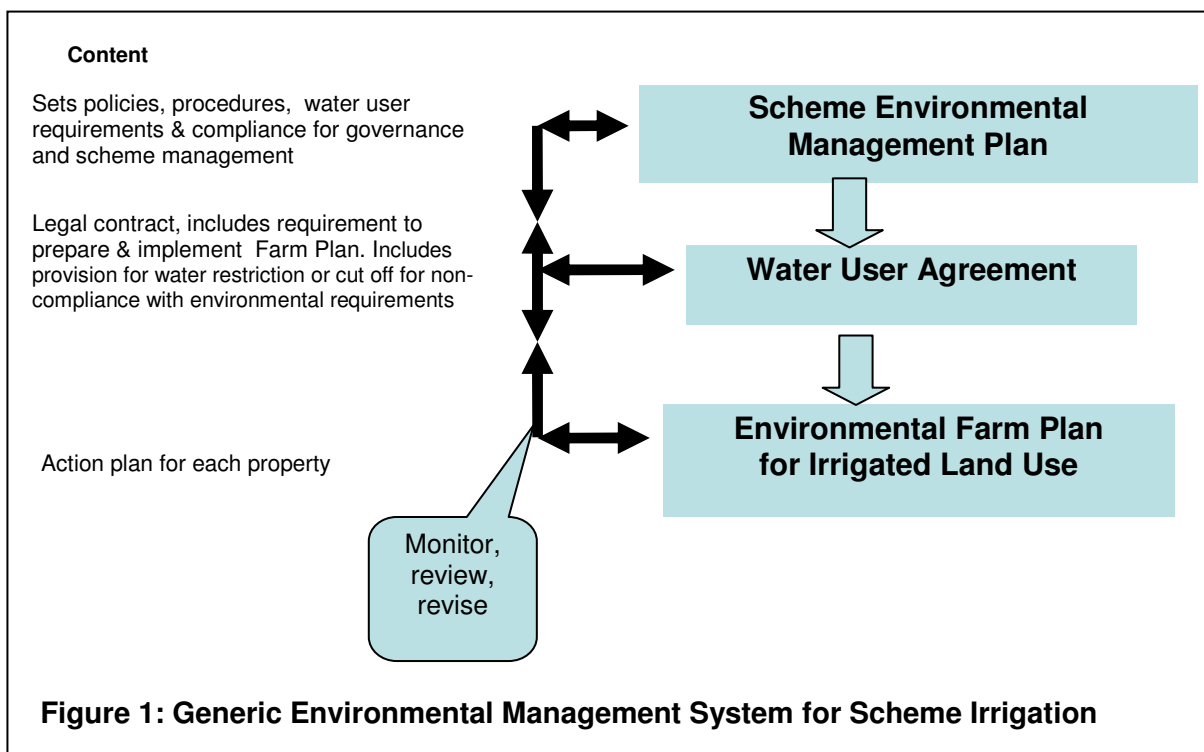 Content
Sets policies, procedures, water user
requirements & compliance for governance
and scheme management
Scheme Environmental
Management Plan
Legal contract, includes requirement to
prepare & implement Farm Plan. Includes
provision for water restriction or cut off for non-
compliance with environmental requirements
Water User Agreement
Environmental Farm Plan
for Irrigated Land Use
Action plan for each property
Monitor,
review,
revise
Figure 1: Generic Environmental Management System for Scheme Irrigation